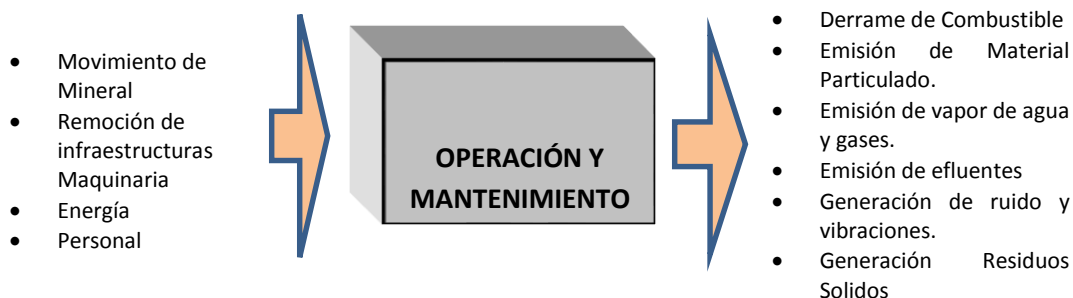 • Movimiento de
Mineral
• Remoción de
infraestructuras
Maquinaria
• Energía
• Personal
OPERACIÓN Y
MANTENIMIENTO
• Derrame de Combustible
• Emisión de Material
Particulado.
• Emisión de vapor de agua
y gases.
• Emisión de efluentes
• Generación de ruido y
vibraciones.
• Generación Residuos
Solidos